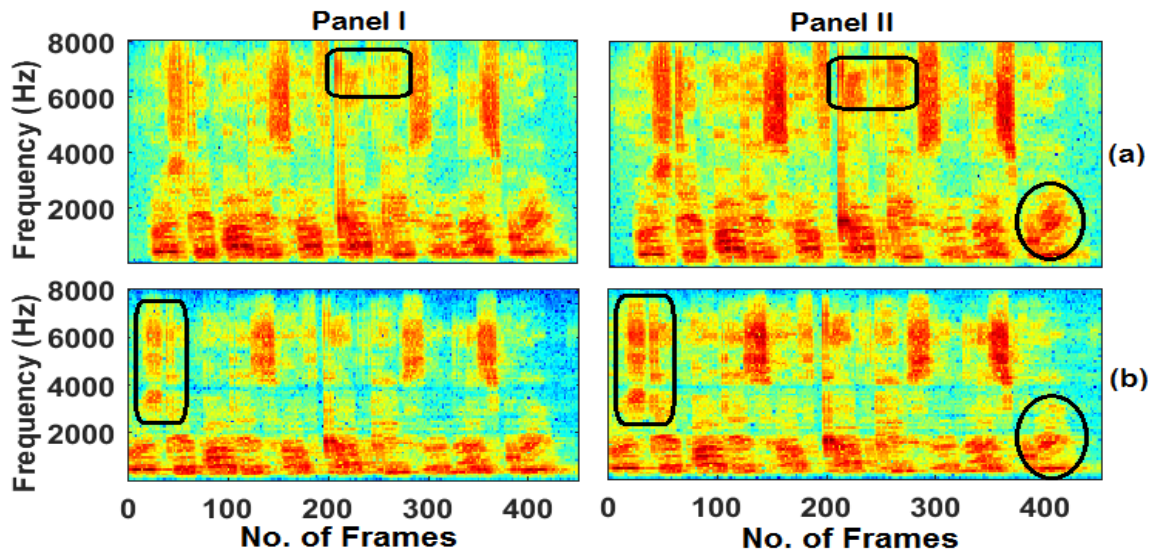 Panel I Panel II
8000
6000
4000
2000
Frequency (Hz)
(a)
8000
6000
4000
2000
Frequency (Hz)
(b)
0 100 200 300 400 0 100 200 300 400
No. of Frames No. of Frames